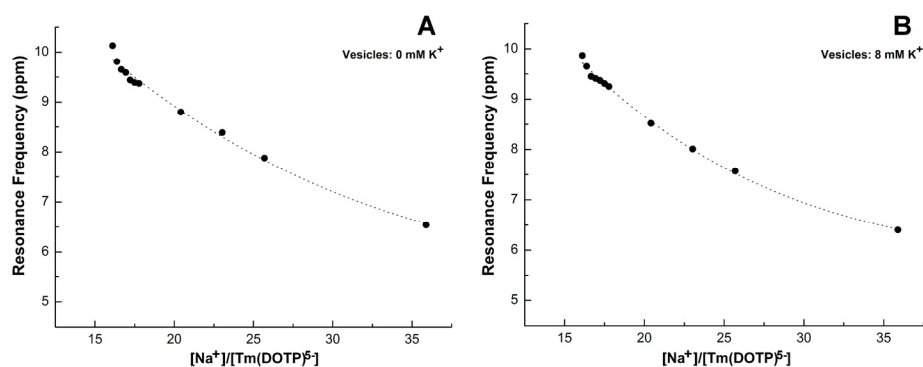 A
Vesicles: 0 mM K+
Resonance Frequency (ppm)
10
9
8
7
6
5
15 20 25 30 35
[Na+]/[Tm(DOTP)5-]
B
Vesicles: 8 mM K+
Resonance Frequency (ppm)
10
9
8
7
6
5
15 20 25 30 35
[Na+]/[Tm(DOTP)5-]